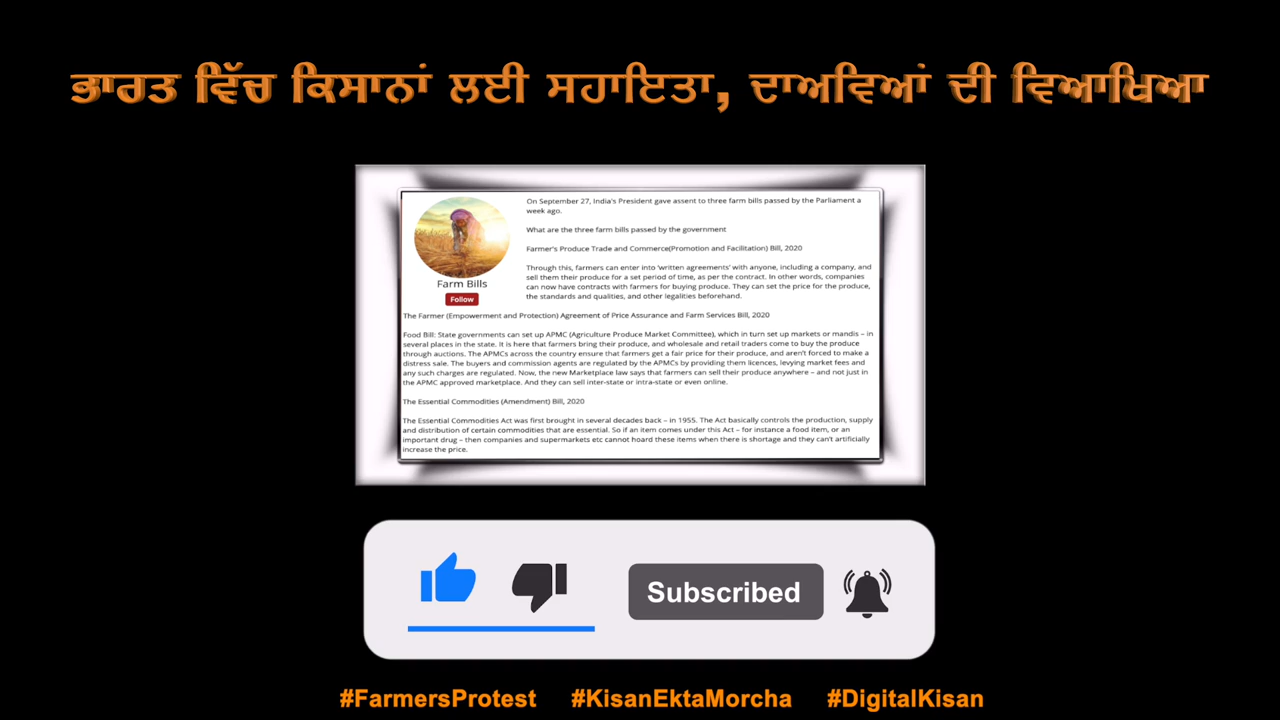 ਭਾਰਤ ਵਿੱਚ ਕਿਸਾਨਾਂ ਲਈ ਸਹਾਇਤਾ, ਦਾਅਵਿਆਂ ਦੀ ਵਿਆਖਿਆ
On September 27, India's President gave assent to three farm bills passed by the Parliament a
week ago.
What are the three farm bills passed by the government
Farmer's Produce Trade and Commerce(Promotion and Facilitation) Bill, 2020
Through this, farmers can enter into 'written agreements' with anyone, including a company, and
sell them their produce for a set period of time, as per the contract. In other words, companies
can now have contracts with farmers for buying produce. They can set the price for the produce,
the standards and qualities, and other legalities beforehand.
Farm Bills
Follow
The Farmer (Empowerment and Protection) Agreement of Price Assurance and Farm Services Bill, 2020
Food Bill: State governments can set up APMC (Agriculture Produce Market Committee), which in turn set up markets or mandis – in
several places in the state. It is here that farmers bring their produce, and wholesale and retail traders come to buy the produce
through auctions. The APMCs across the country ensure that farmers get a fair price for their produce, and aren't forced to make a
distress sale. The buyers and commission agents are regulated by the APMCs by providing them licences, levying market fees and
any such charges are regulated. Now, the new Marketplace law says that farmers can sell their produce anywhere – and not just in
the APMC approved marketplace. And they can sell inter-state or intra-state or even online.
The Essential Commodities (Amendment) Bill, 2020
The Essential Commodities Act was first brought in several decades back – in 1955. The Act basically controls the production, supply
and distribution of certain commodities that are essential. So if an item comes under this Act – for instance a food item, or an
important drug – then companies and supermarkets etc cannot hoard these items when there is shortage and they can't artificially
increase the price.
Subscribed
#FarmersProtest #KisanEktaMorcha #DigitalKisan